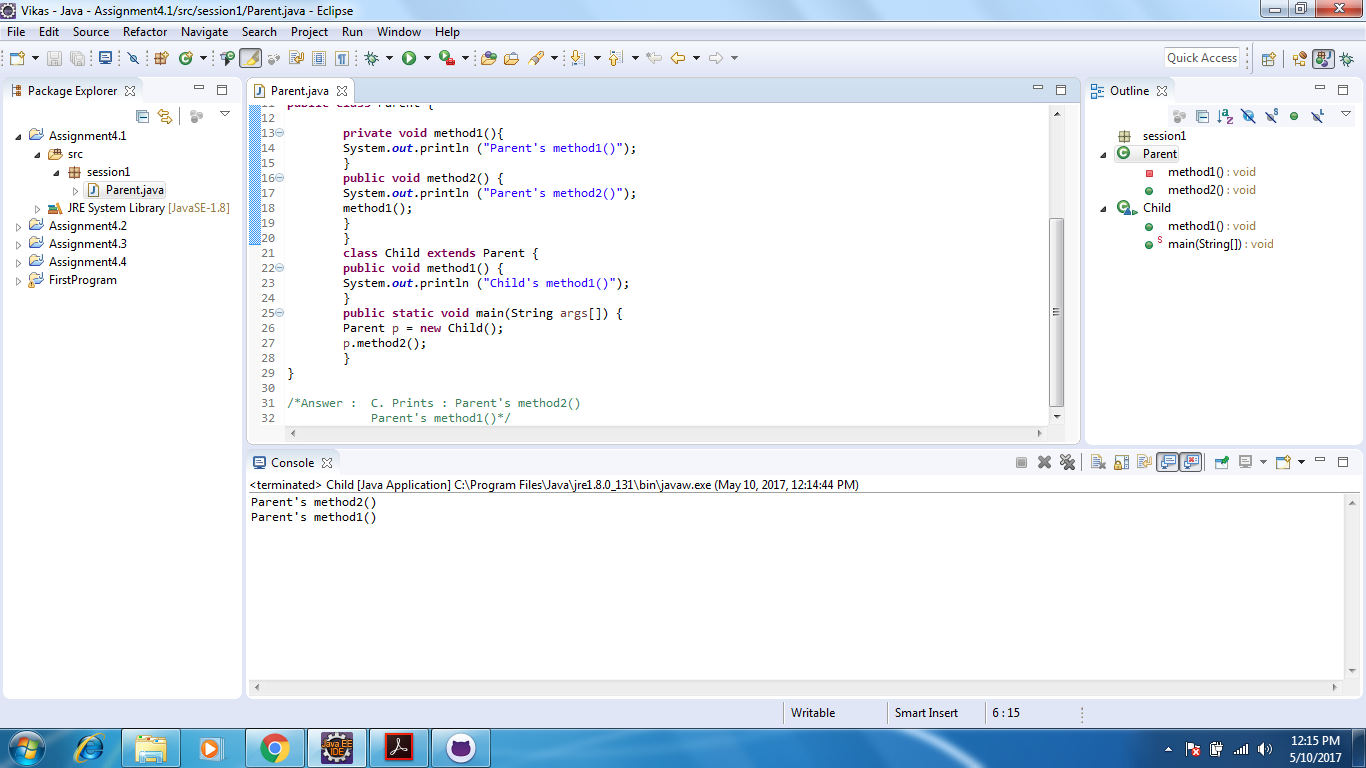 Vikas - Java - Assignment4.1/src/session1/Parent.java - Eclipse
File Edit Source Refactor Navigate Search Project Run Window Help
Quick Access
Package Explorer
Assignment4.1
src
session1
Parent.java
JRE System Library [JavaSE-1.8]
Assignment4.2
Assignment4.3
Assignment4.4
FirstProgram
Parent.java
11 public class Parent {
12
13 private void method1(){
14 System.out.println ("Parent's method1()");
15 }
16 public void method2() {
17 System.out.println ("Parent's method2()");
18 method1();
19 }
20 }
21 class Child extends Parent {
22 public void method1() {
23 System.out.println ("Child's method1()");
24 }
25 public static void main(String args[]) {
26 Parent p = new Child();
27 p.method2();
28 }
29 }
30
31 /*Answer :  C. Prints : Parent's method2()
32 Parent's method1()*/
Outline
session1
Parent
method1() : void
method2() : void
Child
method1() : void
S main(String[]) : void
Console
<terminated> Child [Java Application] C:\Program Files\Java\jre1.8.0_131\bin\javaw.exe (May 10, 2017, 12:14:44 PM)
Parent's method2()
Parent's method1()
Writable Smart Insert 6 : 15
Java EE
IDE
12:15 PM
5/10/2017